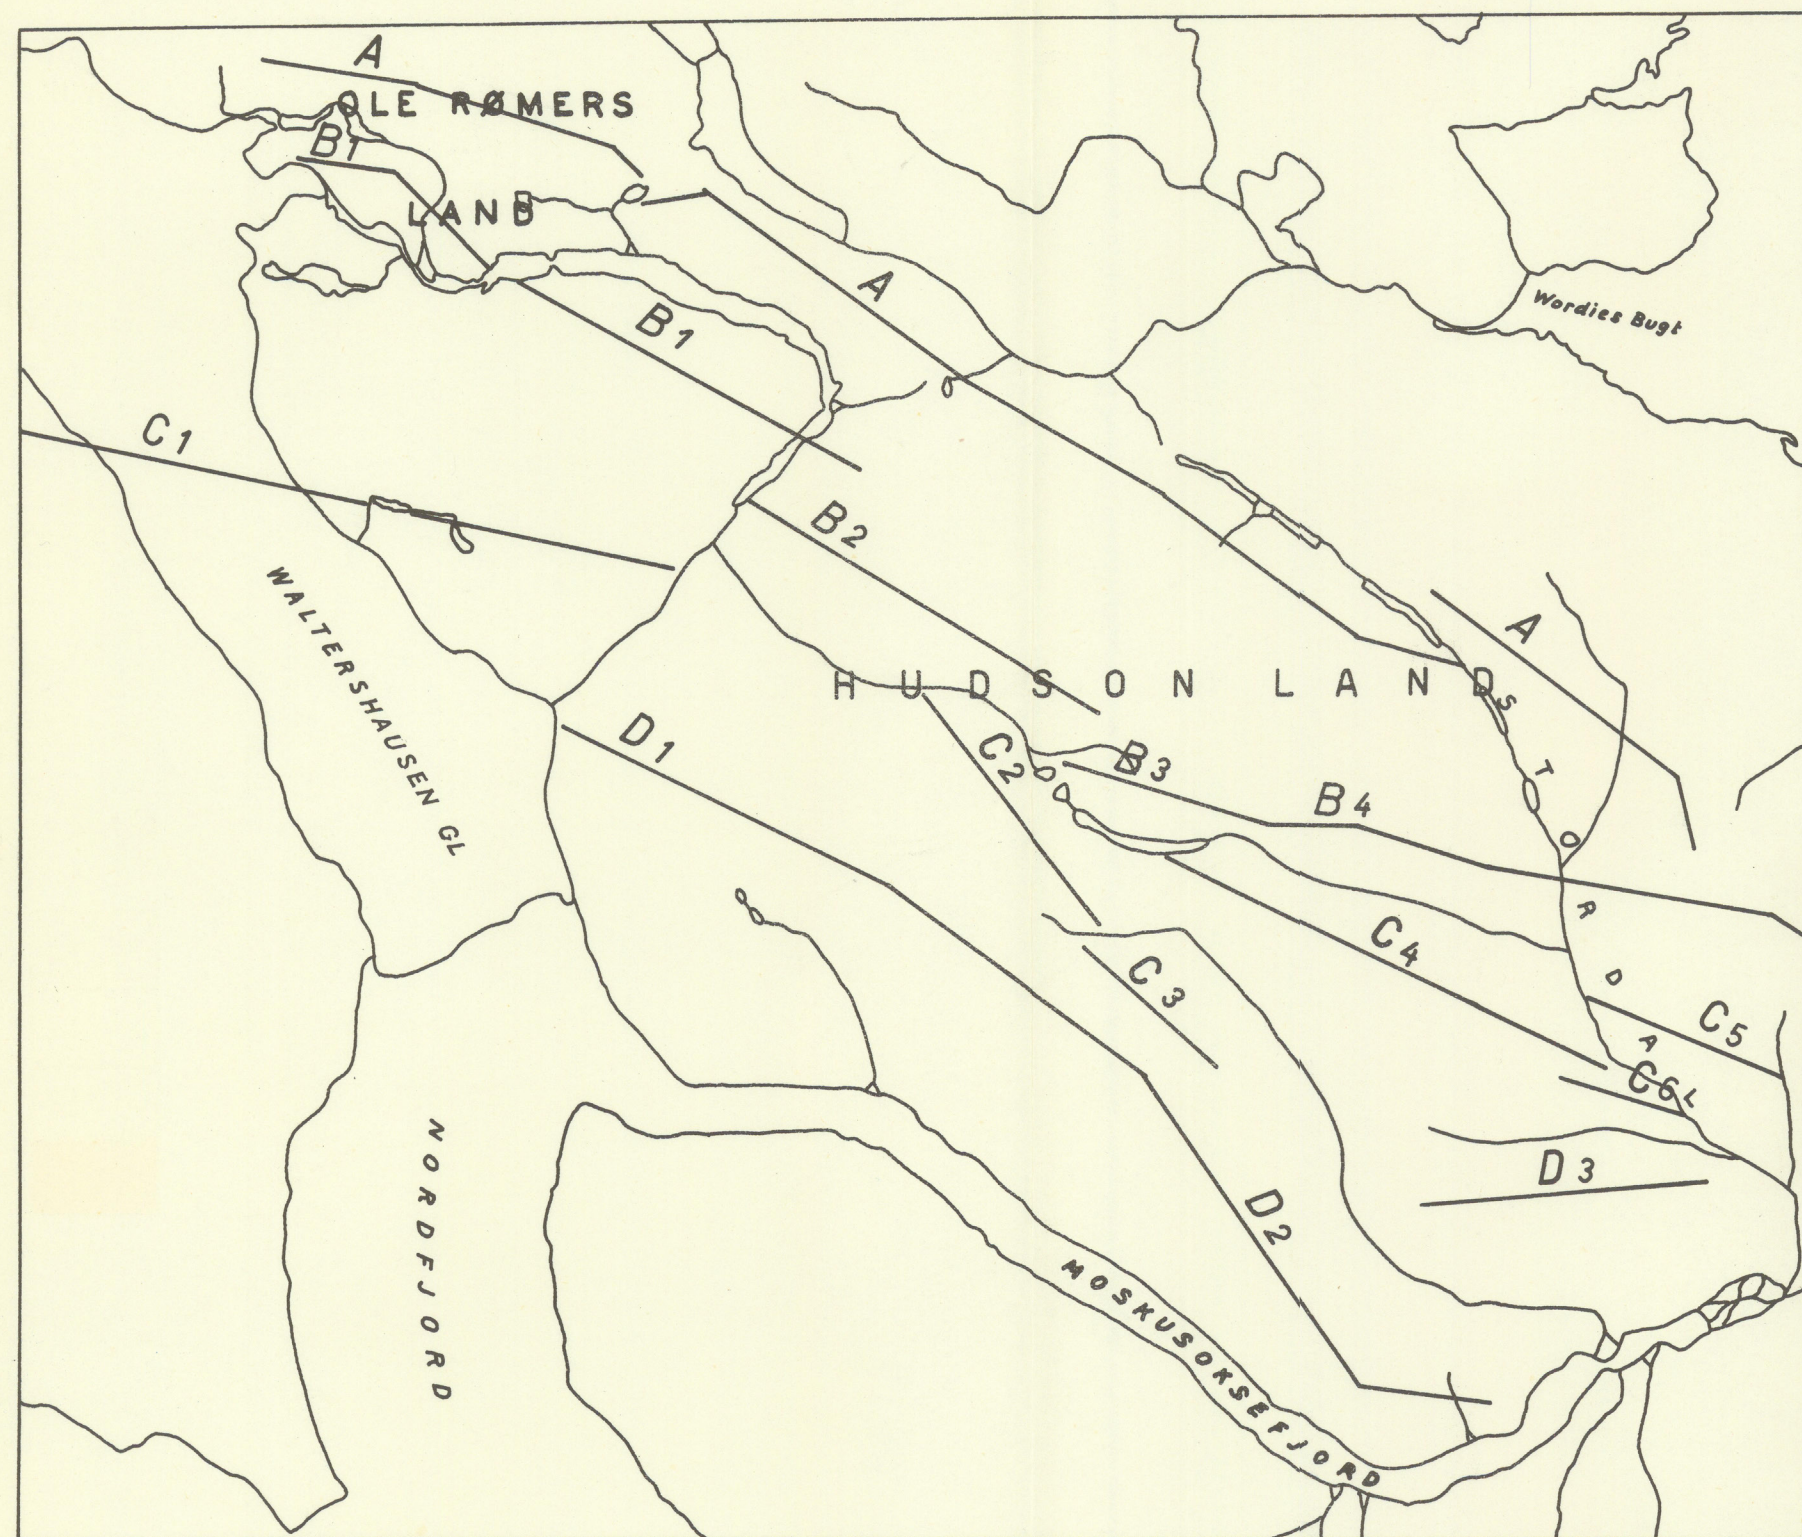 A
OLE RØMERS
B1
LAND
A
B1
Wordies Bugt
C1
B2
WALTERSHAUSEN GL
A
HUDSON LAND
STORDAL
D1
C2
B3
B4
C4
C3
C5
C6
D3
D2
NORDFJORD
MOSKUSOKSEFJORD